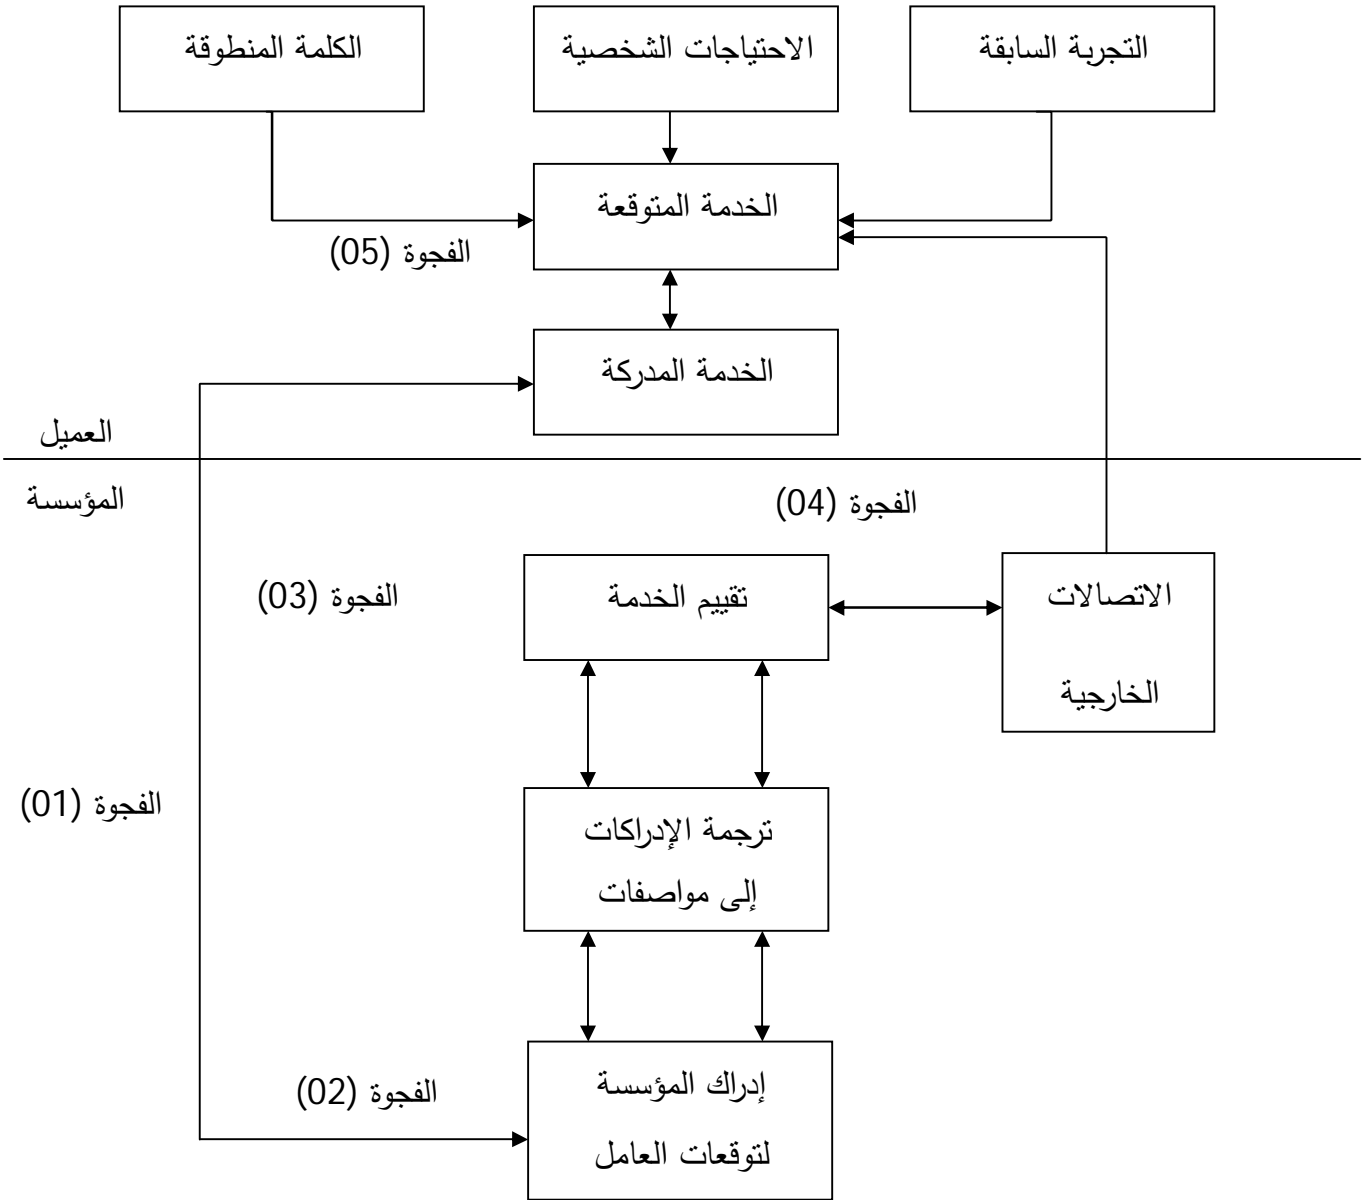 التجربة السابقة
الاحتياجات الشخصية
الكلمة المنطوقة
الخدمة المتوقعة
الفجوة (05)
الخدمة المدركة
العميل
المؤسسة
الفجوة (04)
الاتصالات
الخارجية
تقييم الخدمة
الفجوة (03)
الفجوة (01)
ترجمة الإدراكات
إلى مواصفات
إدراك المؤسسة
لتوقعات العامل
الفجوة (02)